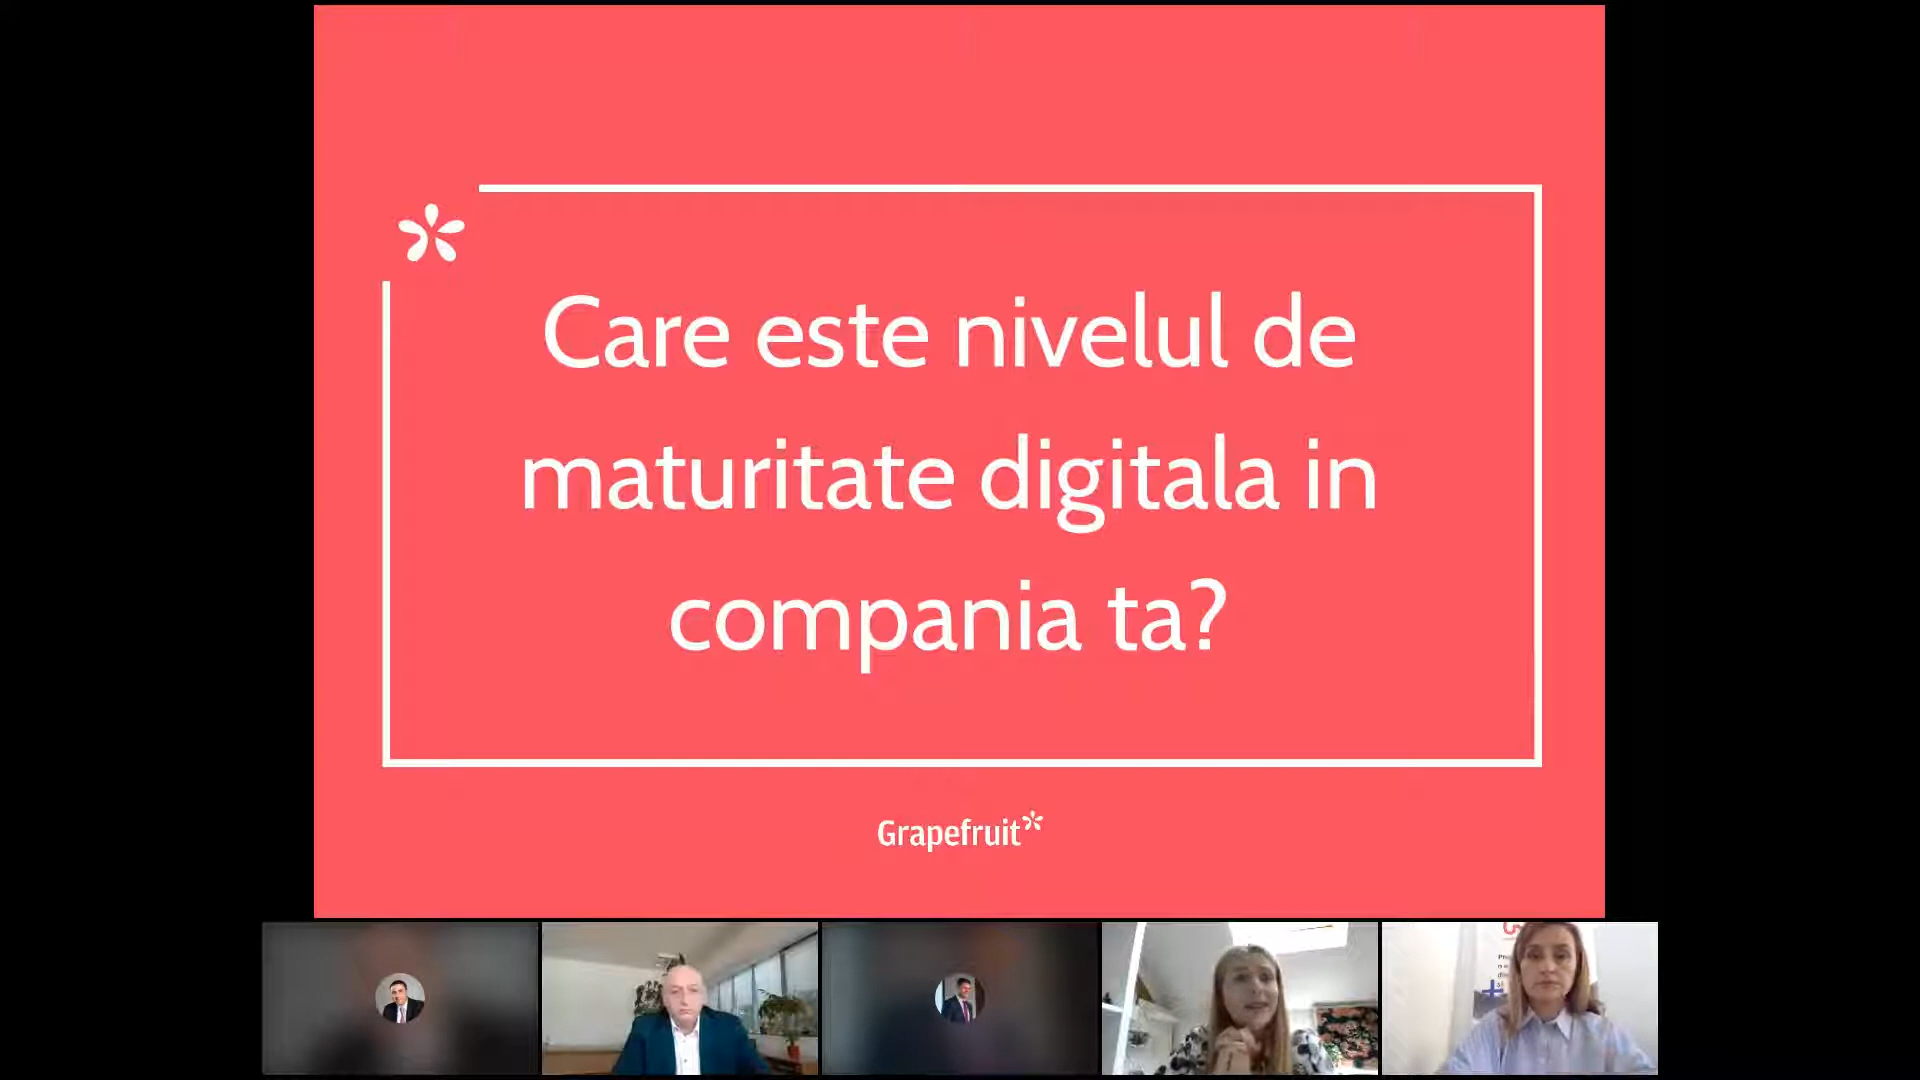 Care este nivelul de
maturitate digitala in
compania ta?
Grapefruit